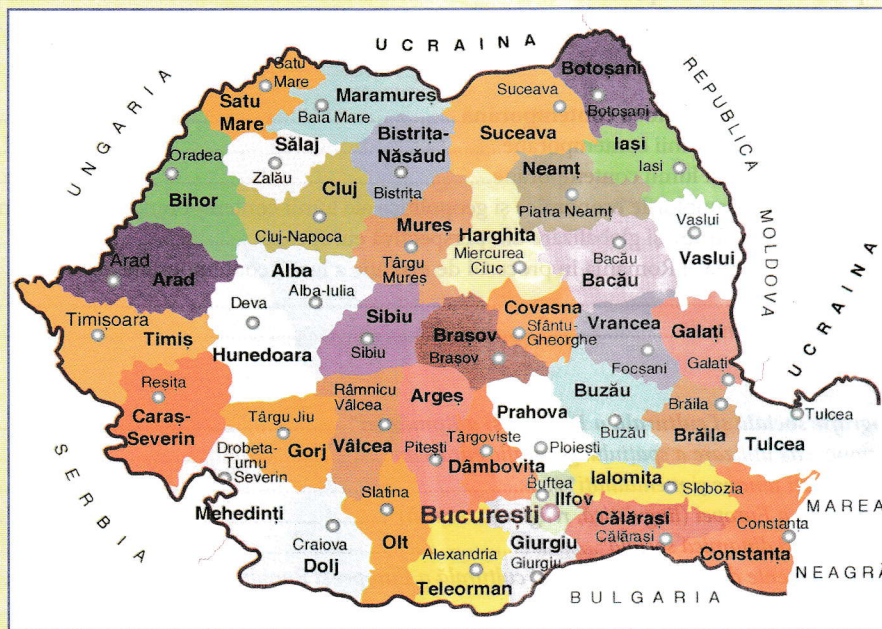 UCRAINA
UNGARIA
REPUBLICA
MOLDOVA
UCRAINA
SERBIA
BULGARIA
MAREA
NEAGRĂ
Satu
Mare
Satu
Mare
Maramureș
Baia Mare
Suceava
Suceava
Botoșani
Botoșani
Oradea
Bihor
Sălaj
Zalău
Bistrița-
Năsăud
Bistrița
Cluj
Cluj-Napoca
Neamț
Piatra Neamț
Iași
Iași
Mureș
Târgu
Mureș
Harghita
Miercurea
Ciuc
Bacău
Bacău
Vaslui
Vaslui
Arad
Arad
Alba
Alba-Iulia
Deva
Hunedoara
Timișoara
Timiș
Sibiu
Sibiu
Brașov
Brașov
Covasna
Sfântu-
Gheorghe
Vrancea
Focsani
Galați
Galați
Reșița
Caraș-
Severin
Târgu Jiu
Gorj
Râmnicu
Vâlcea
Vâlcea
Argeș
Pitești
Târgoviste
Dâmbovita
Prahova
Ploiesti
Buzău
Buzău
Brăila
Brăila
Tulcea
Tulcea
Drobeta-
Turnu
Severin
Mehedinți
Craiova
Dolj
Slatina
Olt
Alexandria
Teleorman
Buftea
Ilfov
București
Giurgiu
Giurgiu
Ialomița
Slobozia
Călărași
Călărași
Constanța
Constanța